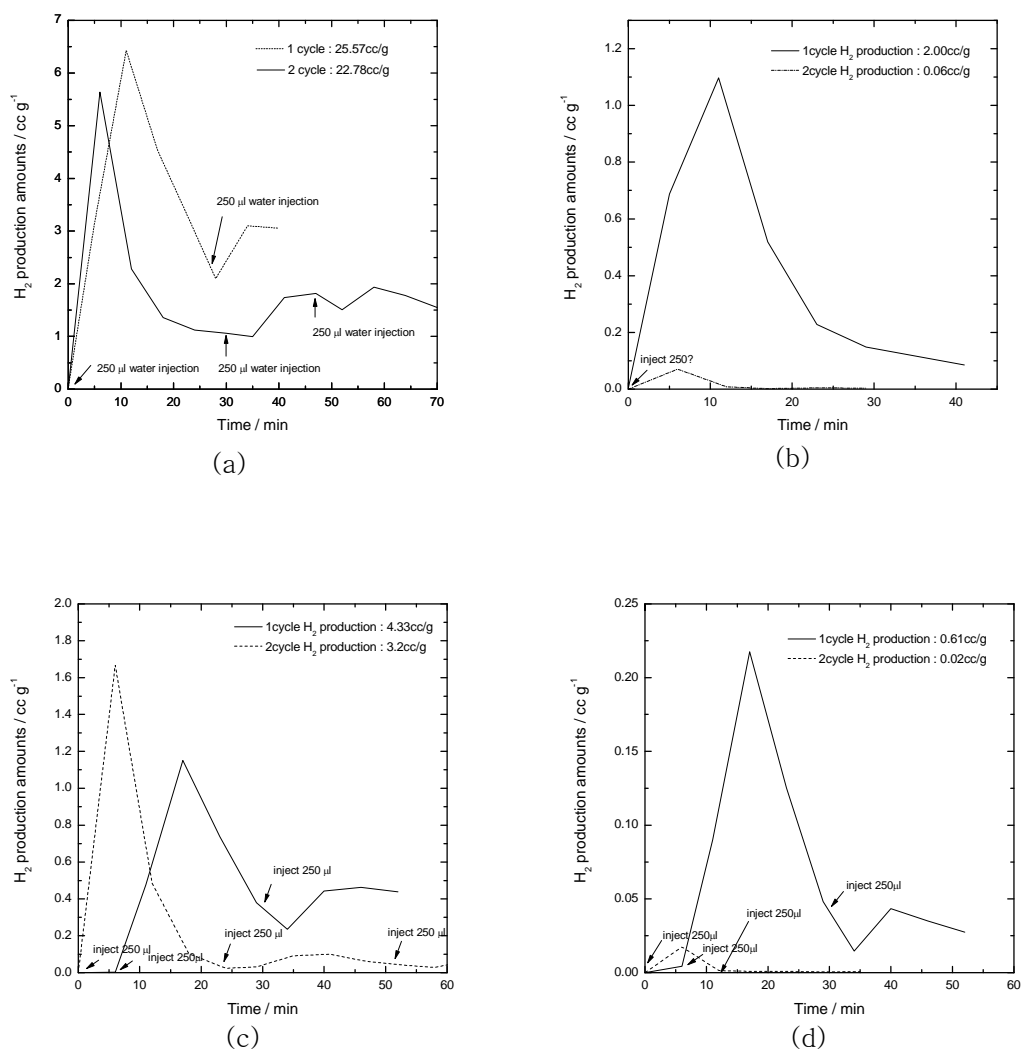 7
6
5
4
3
2
1
0
H2 production amounts / cc g-1
1 cycle : 25.57cc/g
2 cycle : 22.78cc/g
250 μl water injection
250 μl water injection
250 μl water injection
250 μl water injection
0 10 20 30 40 50 60 70
Time / min
(a)
1.2
1.0
0.8
0.6
0.4
0.2
0.0
H2 production amounts / cc g-1
1cycle H2 production : 2.00cc/g
2cycle H2 production : 0.06cc/g
inject 250?
0 10 20 30 40
Time / min
(b)
2.0
1.8
1.6
1.4
1.2
1.0
0.8
0.6
0.4
0.2
0.0
H2 production amounts / cc g-1
1cycle H2 production : 4.33cc/g
2cycle H2 production : 3.2cc/g
inject 250 μl
inject 250 μl
inject 250 μl
inject 250 μl
inject 250μl
0 10 20 30 40 50 60
Time / min
(c)
0.25
0.20
0.15
0.10
0.05
0.00
H2 production amounts / cc g-1
1cycle H2 production : 0.61cc/g
2cycle H2 production : 0.02cc/g
inject 250μl
inject 250μl
inject 250μl
inject 250μl
0 10 20 30 40 50 60
Time / min
(d)